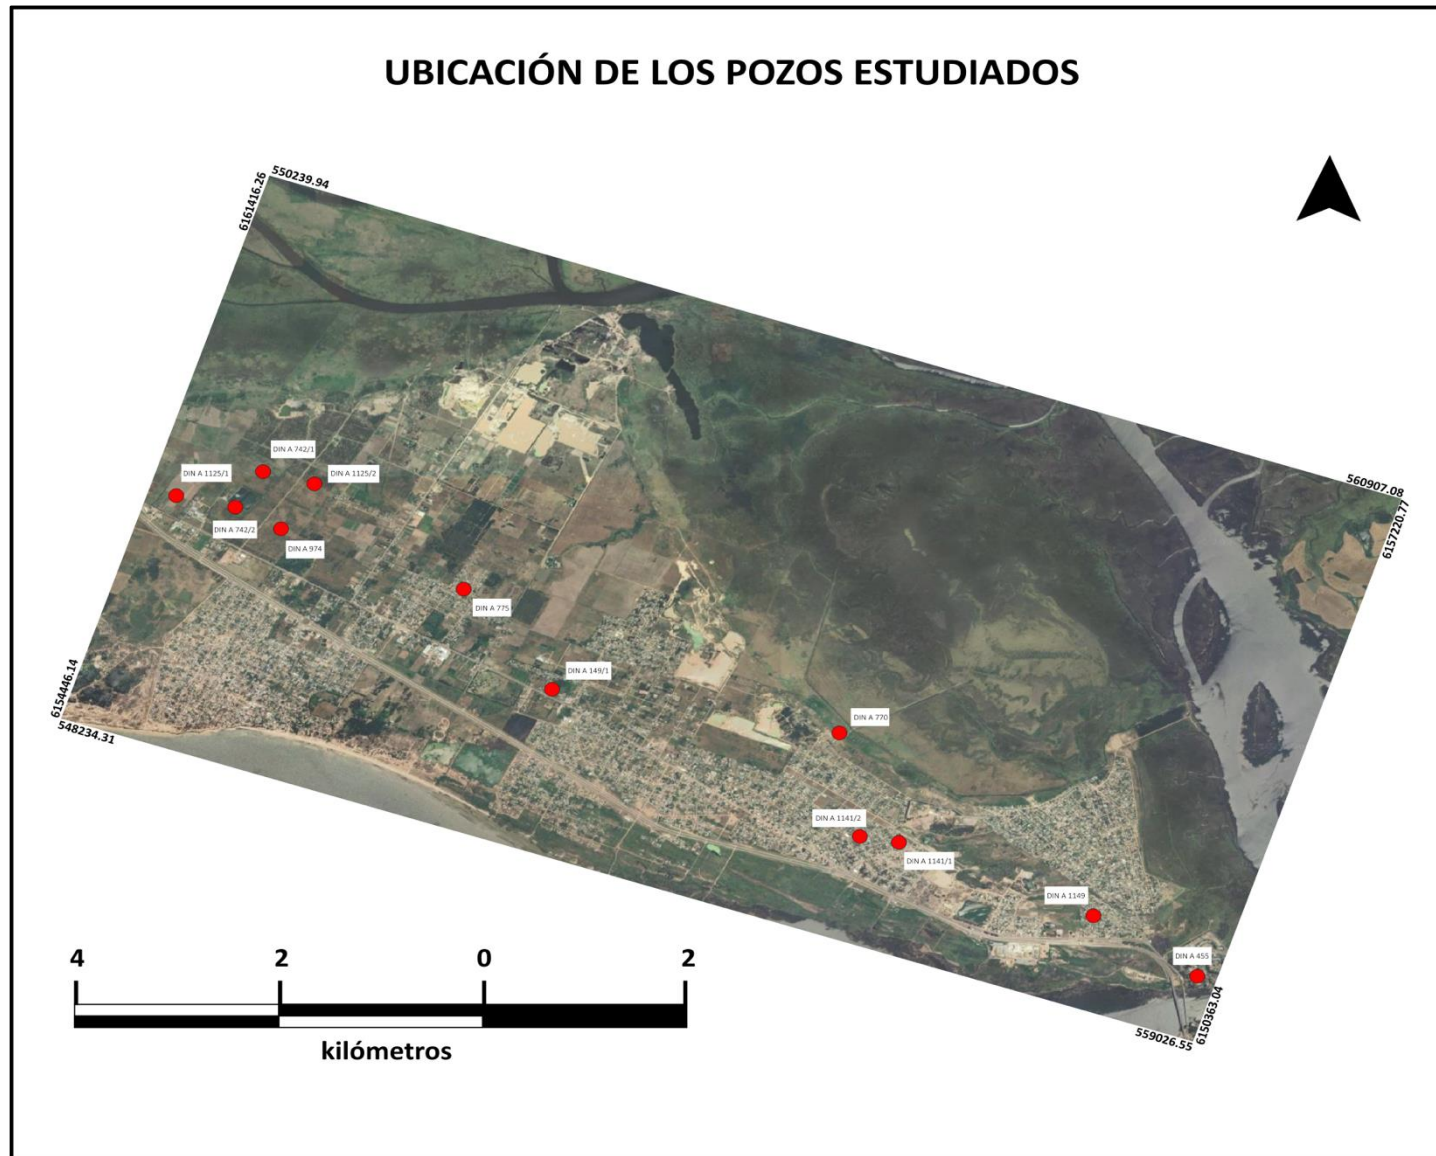 UBICACIÓN DE LOS POZOS ESTUDIADOS
550239.94
6161416.26
DIN A 742/1
DIN A 1125/1
DIN A 1125/2
560907.08
6157220.77
DIN A 742/2
DIN A 974
DIN A 775
6154446.14
548234.31
DIN A 149/1
DIN A 770
DIN A 1141/2
DIN A 1141/1
DIN A 1149
DIN A 455
6150363.04
559026.55
4 2 0 2
kilómetros